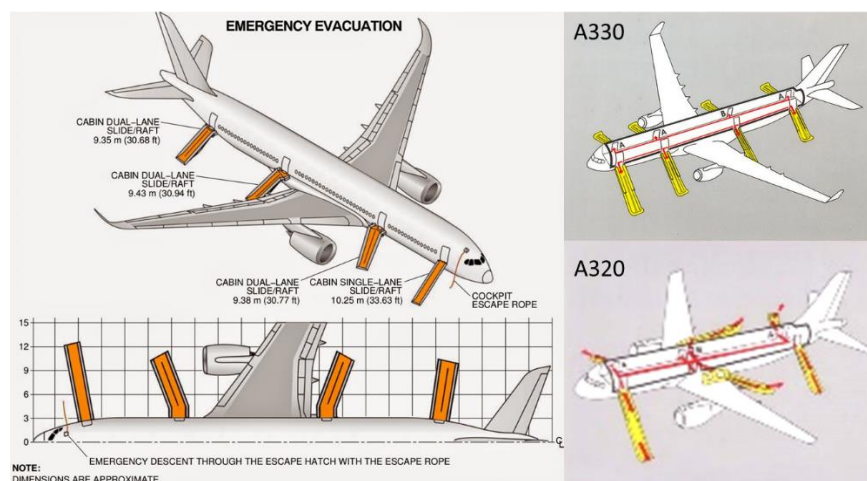 EMERGENCY EVACUATION
CABIN DUAL-LANE
SLIDE/RAFT
9.35 m (30.68 ft)
CABIN DUAL-LANE
SLIDE/RAFT
9.43 m (30.94 ft)
CABIN DUAL-LANE
SLIDE/RAFT
9.38 m (30.77 ft)
CABIN SINGLE-LANE
SLIDE/RAFT
10.25 m (33.63 ft)
COCKPIT
ESCAPE ROPE
15
12
9
6
3
0
EMERGENCY DESCENT THROUGH THE ESCAPE HATCH WITH THE ESCAPE ROPE
NOTE:
DIMENSIONS ARE APPROXIMATE
A330
A
A
B
A
A320